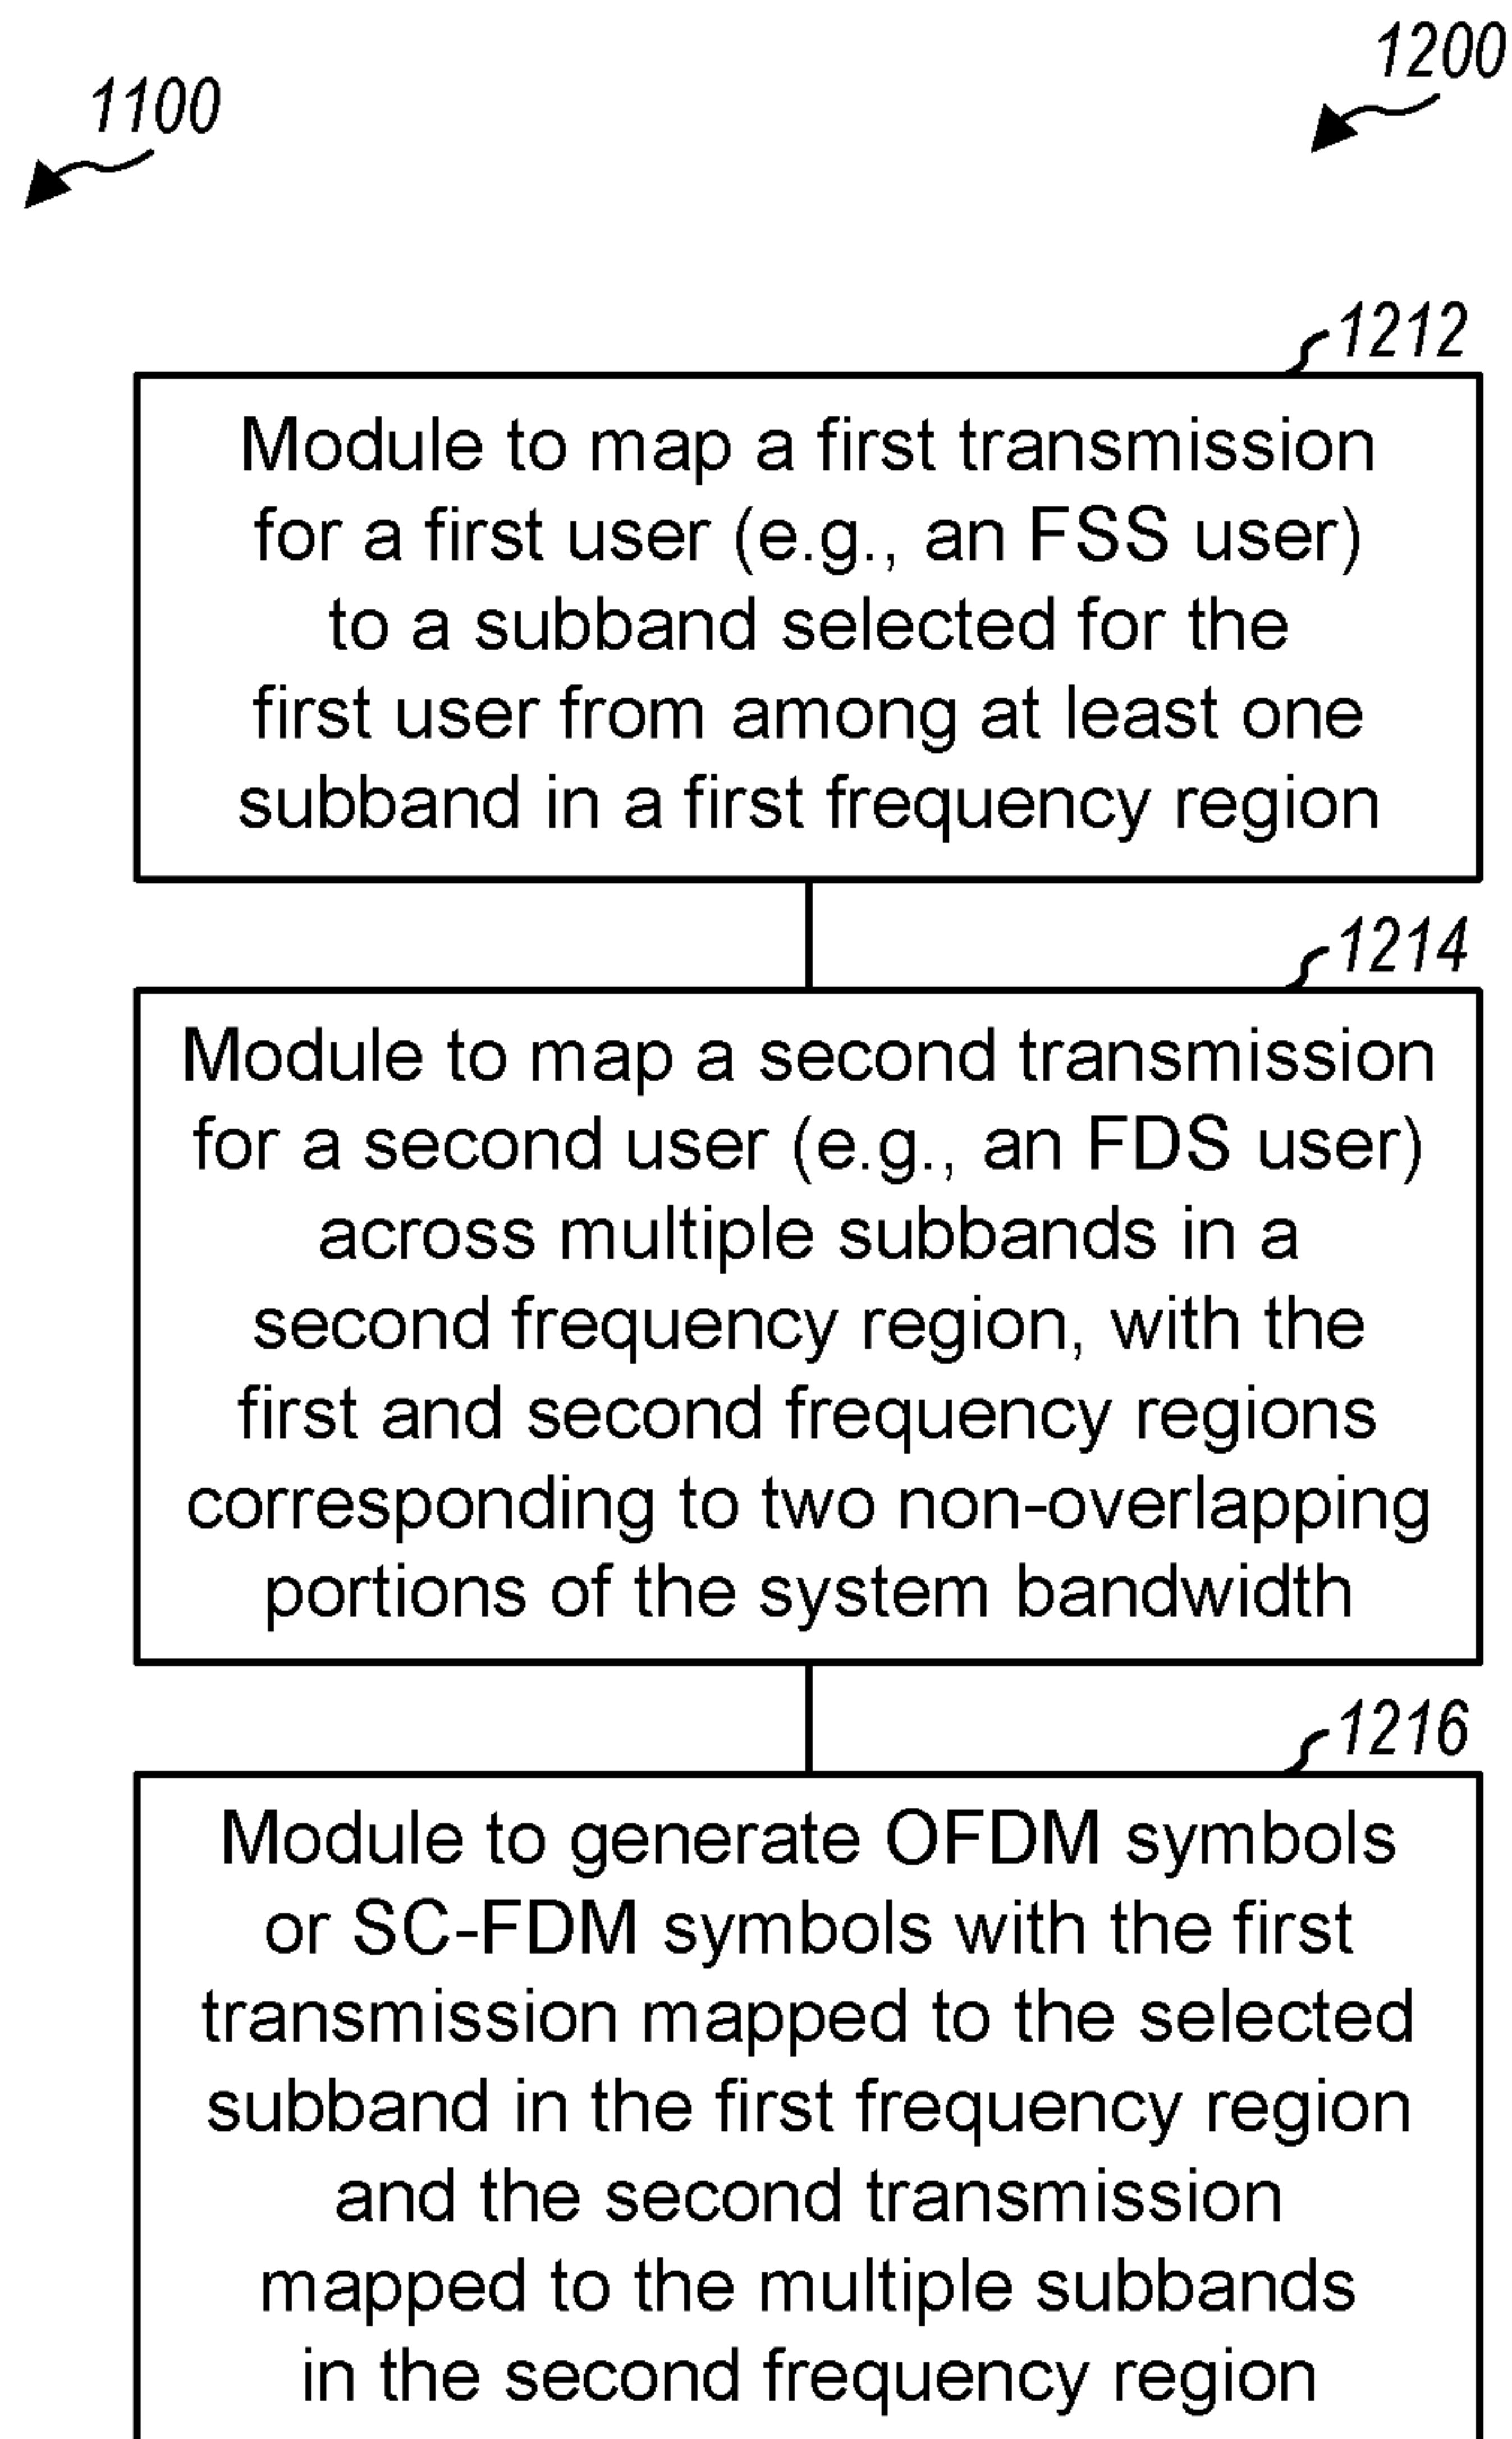 1200
1100
1212
Module to map a first transmission
for a first user (e.g., an FSS user)
to a subband selected for the
first user from among at least one
subband in a first frequency region
1214
Module to map a second transmission
for a second user (e.g., an FDS user)
across multiple subbands in a
second frequency region, with the
first and second frequency regions
corresponding to two non-overlapping
portions of the system bandwidth
1216
Module to generate OFDM symbols
or SC-FDM symbols with the first
transmission mapped to the selected
subband in the first frequency region
and the second transmission
mapped to the multiple subbands
in the second frequency region